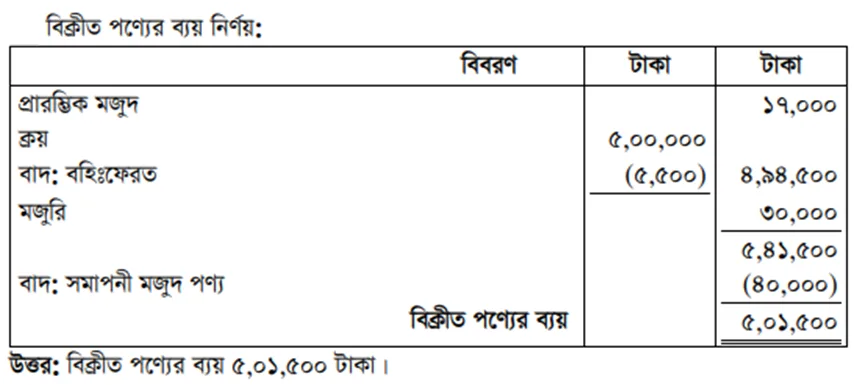 বিক্রীত পণ্যের ব্যয় নির্ণয়:
বিবরণ টাকা টাকা
প্রারম্ভিক মজুদ ১৭,০০০
ক্রয় ৫,০০,০০০
বাদ: বহিঃফেরত (৫,৫০০) ৪,৯৪,৫০০
মজুরি ৩০,০০০
৫,৪১,৫০০
বাদ: সমাপনী মজুদ পণ্য (৪০,০০০)
বিক্রীত পণ্যের ব্যয় ৫,০১,৫০০
উত্তর: বিক্রীত পণ্যের ব্যয় ৫,০১,৫০০ টাকা।